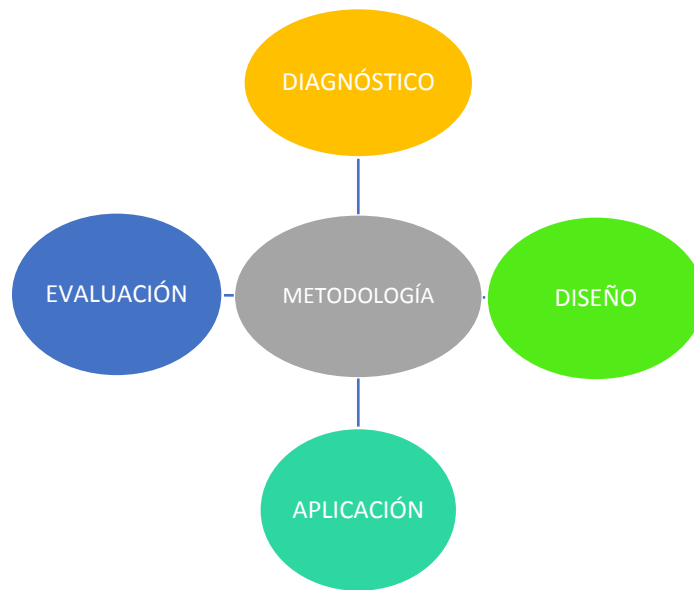 DIAGNÓSTICO
EVALUACIÓN
METODOLOGÍA
DISEÑO
APLICACIÓN